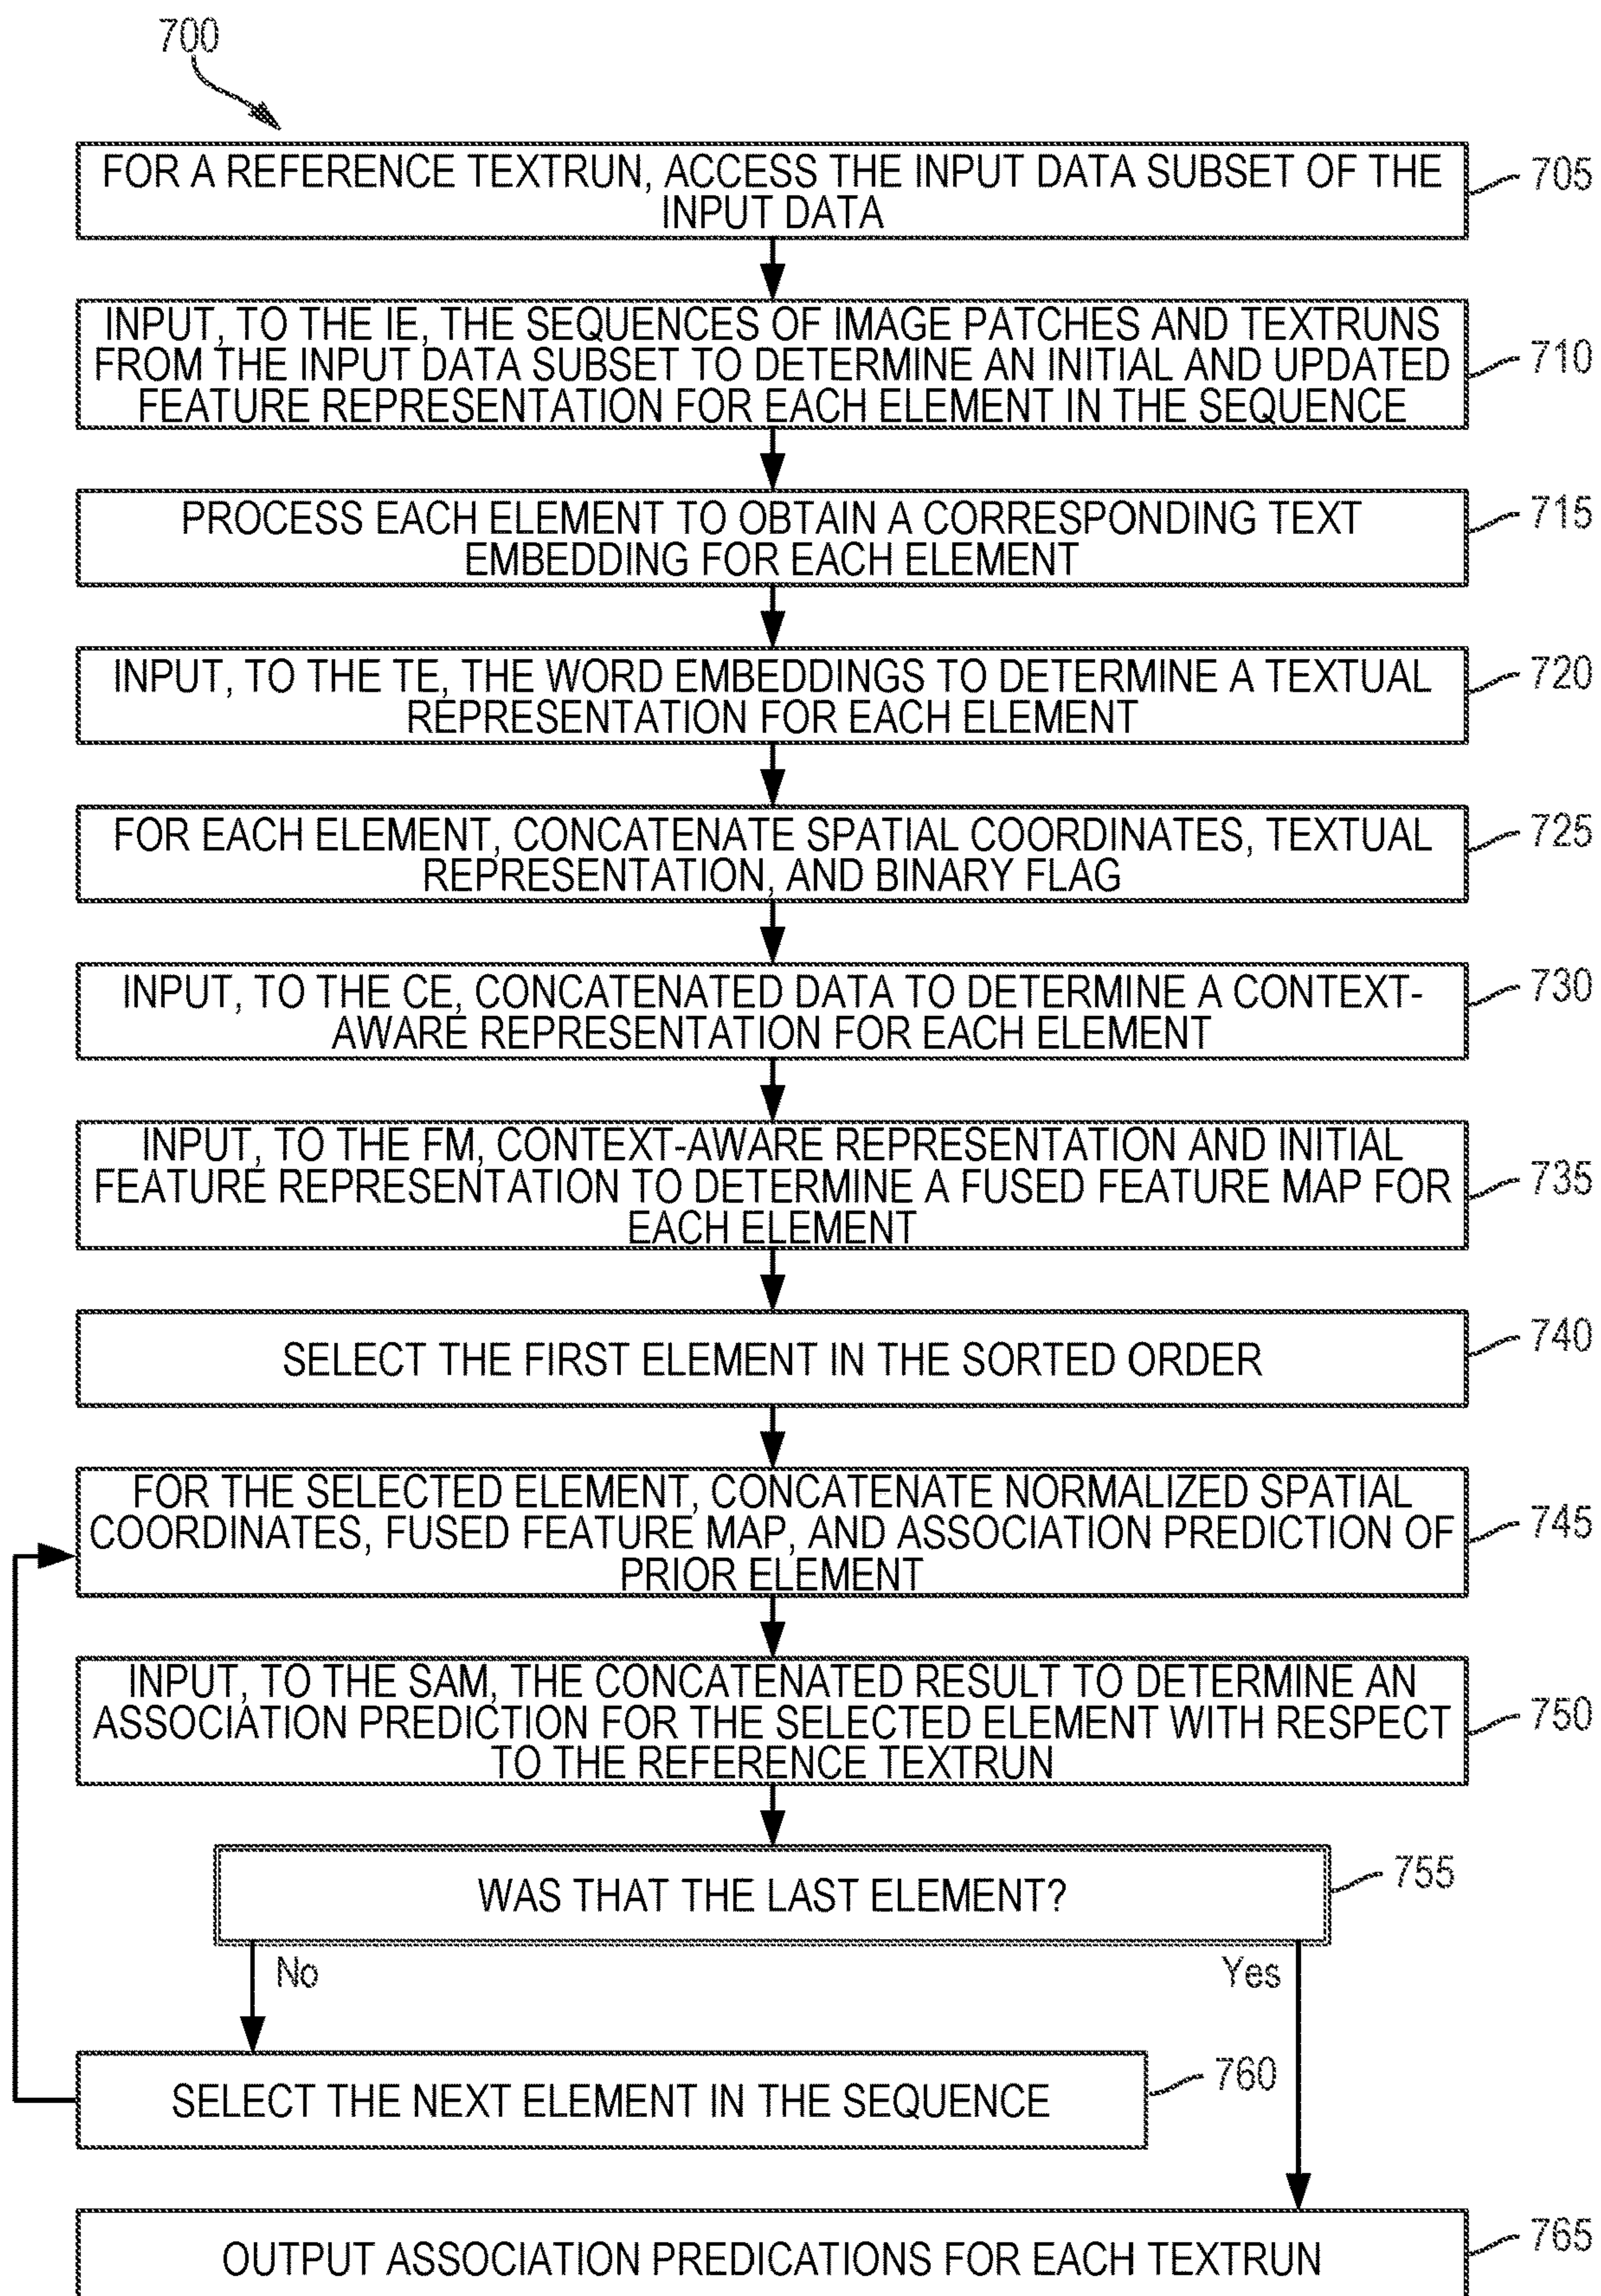 700
FOR A REFERENCE TEXTRUN, ACCESS THE INPUT DATA SUBSET OF THE
INPUT DATA
705
INPUT, TO THE IE, THE SEQUENCES OF IMAGE PATCHES AND TEXTRUNS
FROM THE INPUT DATA SUBSET TO DETERMINE AN INITIAL AND UPDATED
FEATURE REPRESENTATION FOR EACH ELEMENT IN THE SEQUENCE
710
PROCESS EACH ELEMENT TO OBTAIN A CORRESPONDING TEXT
EMBEDDING FOR EACH ELEMENT
715
INPUT, TO THE TE, THE WORD EMBEDDINGS TO DETERMINE A TEXTUAL
REPRESENTATION FOR EACH ELEMENT
720
FOR EACH ELEMENT, CONCATENATE SPATIAL COORDINATES, TEXTUAL
REPRESENTATION, AND BINARY FLAG
725
INPUT, TO THE CE, CONCATENATED DATA TO DETERMINE A CONTEXT-
AWARE REPRESENTATION FOR EACH ELEMENT
730
INPUT, TO THE FM, CONTEXT-AWARE REPRESENTATION AND INITIAL
FEATURE REPRESENTATION TO DETERMINE A FUSED FEATURE MAP FOR
EACH ELEMENT
735
SELECT THE FIRST ELEMENT IN THE SORTED ORDER
740
FOR THE SELECTED ELEMENT, CONCATENATE NORMALIZED SPATIAL
COORDINATES, FUSED FEATURE MAP, AND ASSOCIATION PREDICTION OF
PRIOR ELEMENT
745
INPUT, TO THE SAM, THE CONCATENATED RESULT TO DETERMINE AN
ASSOCIATION PREDICTION FOR THE SELECTED ELEMENT WITH RESPECT
TO THE REFERENCE TEXTRUN
750
WAS THAT THE LAST ELEMENT?
755
No
Yes
SELECT THE NEXT ELEMENT IN THE SEQUENCE
760
OUTPUT ASSOCIATION PREDICATIONS FOR EACH TEXTRUN
765